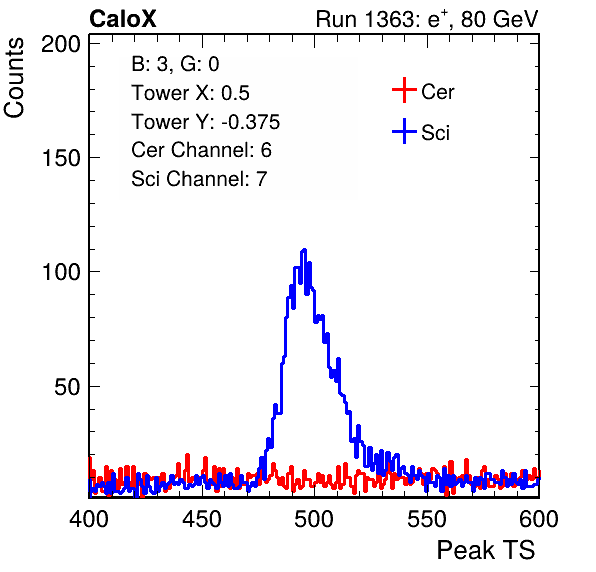 CaloX Run 1363: e+, 80 GeV
Counts
B: 3, G: 0
Tower X: 0.5
Tower Y: -0.375
Cer Channel: 6
Sci Channel: 7
Cer
Sci
200
150
100
50
400 450 500 550 600
Peak TS